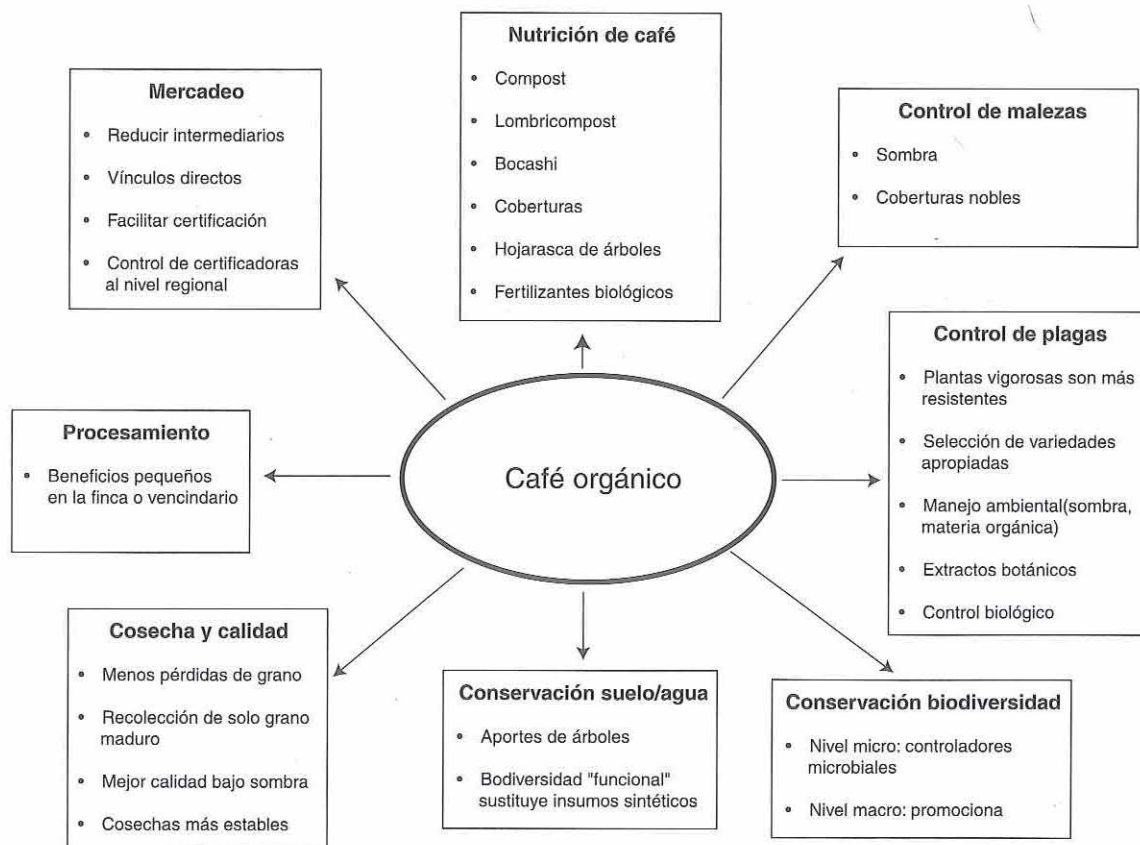 Nutrición de café
• Compost
• Lombricompost
• Bocashi
• Coberturas
• Hojarasca de árboles
• Fertilizantes biológicos
Mercadeo
• Reducir intermediarios
• Vínculos directos
• Facilitar certificación
• Control de certificadoras
al nivel regional
Control de malezas
• Sombra
• Coberturas nobles
Control de plagas
• Plantas vigorosas son más
resistentes
• Selección de variedades
apropiadas
• Manejo ambiental(sombra,
materia orgánica)
• Extractos botánicos
• Control biológico
Procesamiento
• Beneficios pequeños
en la finca o vencindario
Café orgánico
Cosecha y calidad
• Menos pérdidas de grano
• Recolección de solo grano
maduro
• Mejor calidad bajo sombra
• Cosechas más estables
Conservación suelo/agua
• Aportes de árboles
• Bodiversidad "funcional"
sustituye insumos sintéticos
Conservación biodiversidad
• Nivel micro: controladores
microbiales
• Nivel macro: promociona